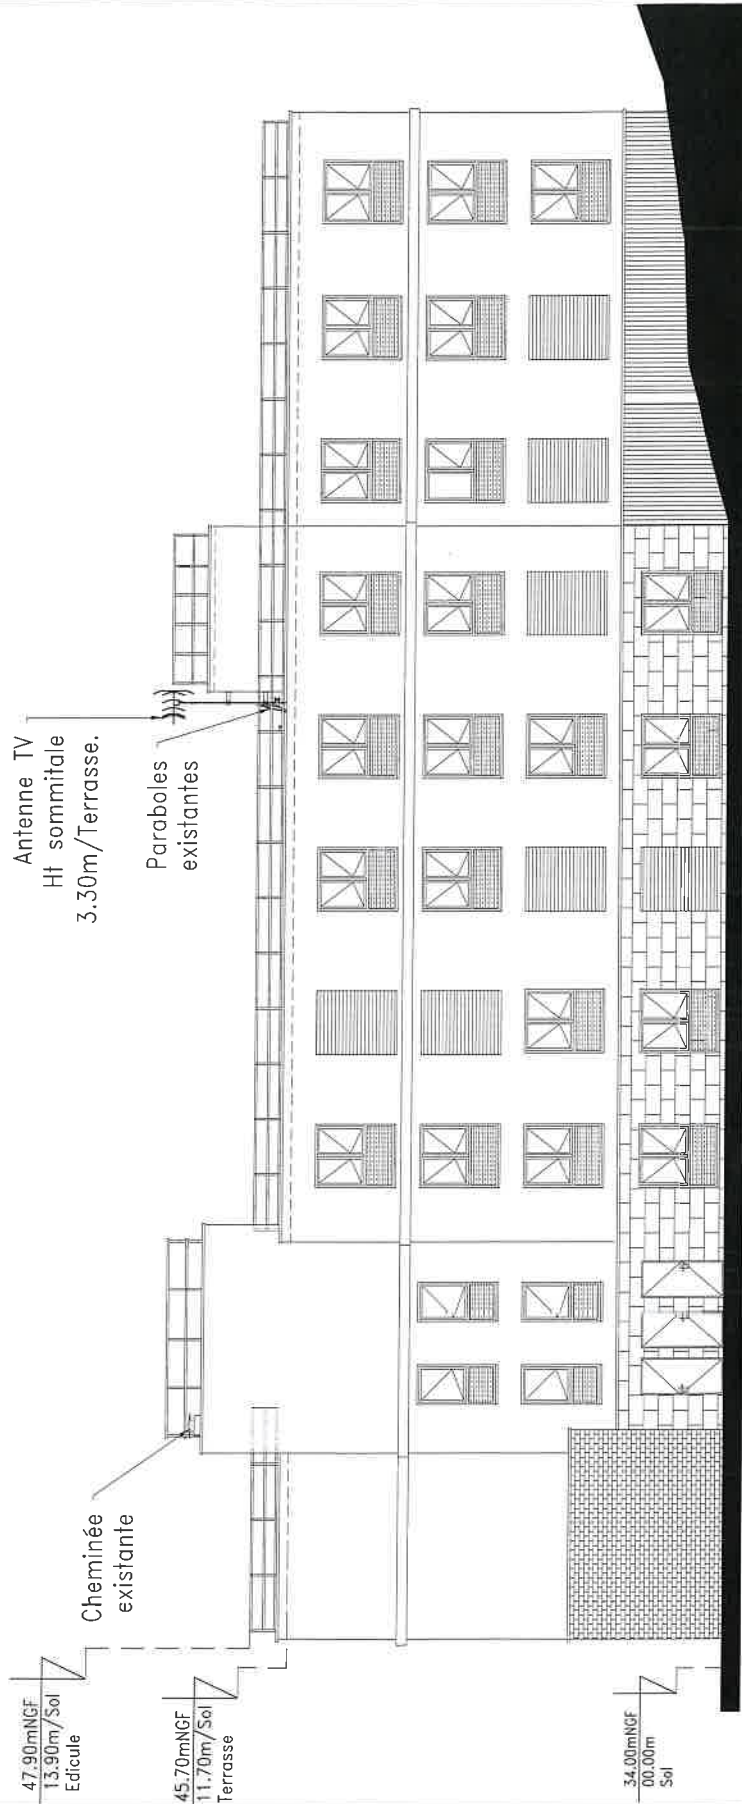 Antenne TV
Ht sommitale
3.30m/Terrasse.
Paraboles
existantes
Cheminée
existante
47.90mNGF
13.90m/Sol
Edicule
45.70mNGF
11.70m/Sol
Terrasse
34.00mNGF
00.00m
Sol